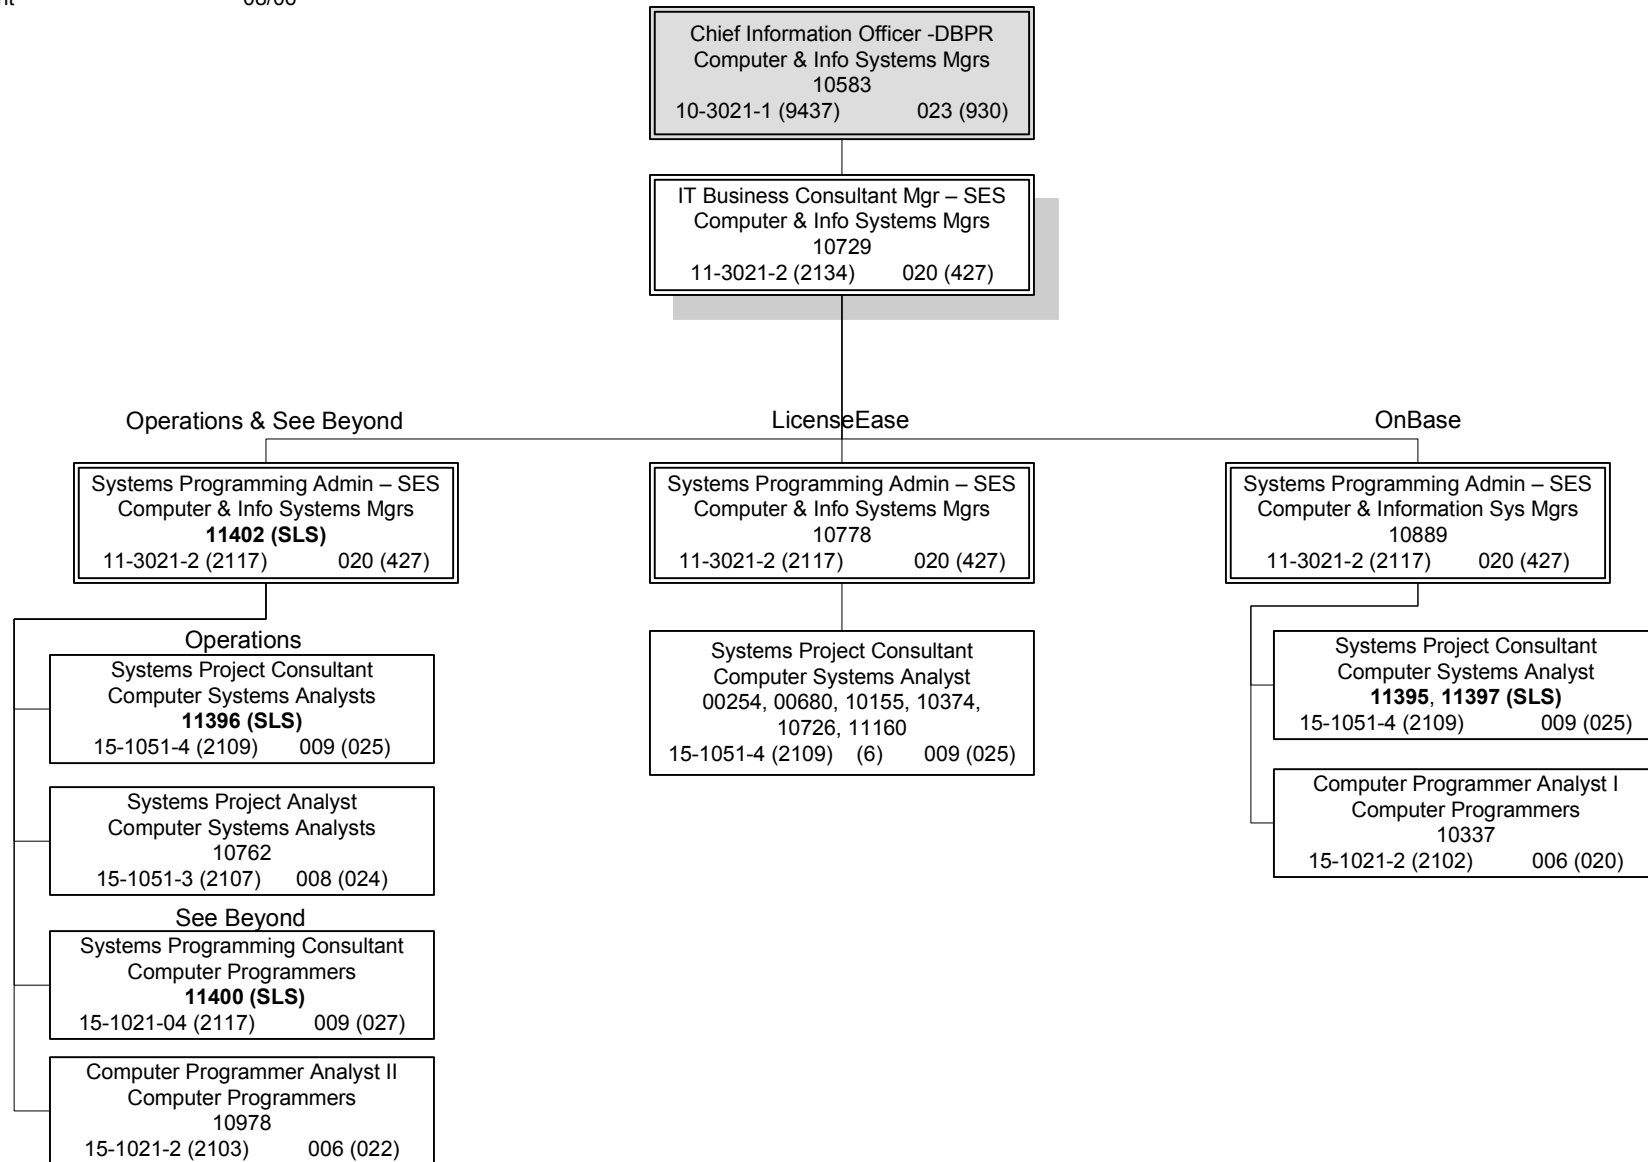 Chief Information Officer -DBPR
Computer & Info Systems Mgrs
10583
10-3021-1 (9437) 023 (930)
IT Business Consultant Mgr – SES
Computer & Info Systems Mgrs
10729
11-3021-2 (2134) 020 (427)
Operations & See Beyond
Systems Programming Admin – SES
Computer & Info Systems Mgrs
11402 (SLS)
11-3021-2 (2117) 020 (427)
Operations
Systems Project Consultant
Computer Systems Analysts
11396 (SLS)
15-1051-4 (2109) 009 (025)
Systems Project Analyst
Computer Systems Analysts
10762
15-1051-3 (2107) 008 (024)
See Beyond
Systems Programming Consultant
Computer Programmers
11400 (SLS)
15-1021-04 (2117) 009 (027)
Computer Programmer Analyst II
Computer Programmers
10978
15-1021-2 (2103) 006 (022)
LicenseEase
Systems Programming Admin – SES
Computer & Info Systems Mgrs
10778
11-3021-2 (2117) 020 (427)
Systems Project Consultant
Computer Systems Analyst
00254, 00680, 10155, 10374,
10726, 11160
15-1051-4 (2109) (6) 009 (025)
OnBase
Systems Programming Admin – SES
Computer & Information Sys Mgrs
10889
11-3021-2 (2117) 020 (427)
Systems Project Consultant
Computer Systems Analyst
11395, 11397 (SLS)
15-1051-4 (2109) 009 (025)
Computer Programmer Analyst I
Computer Programmers
10337
15-1021-2 (2102) 006 (020)